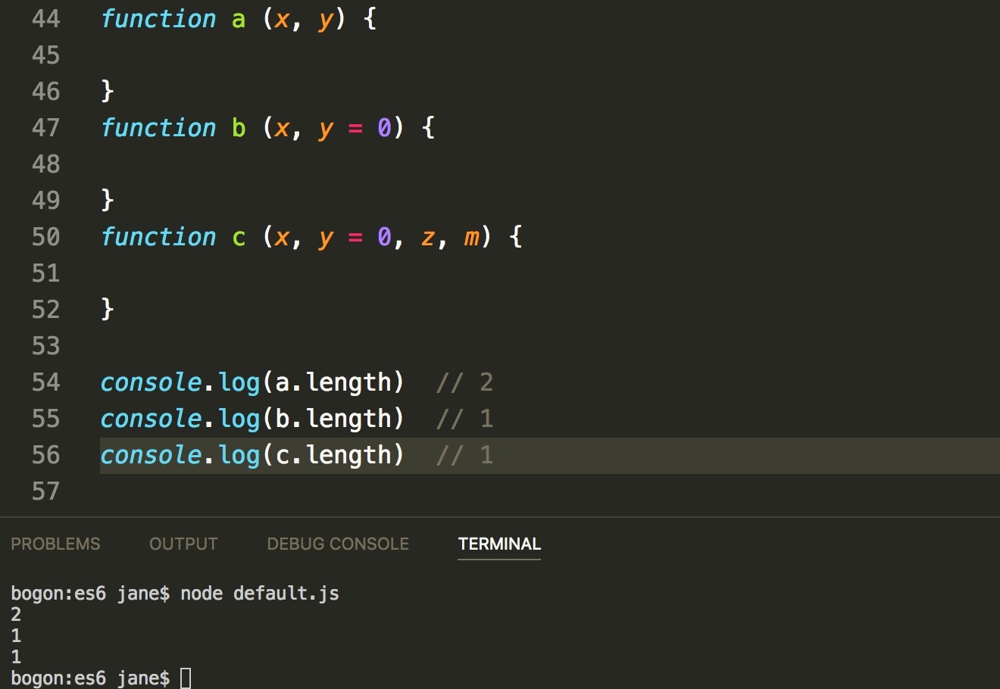 44 function a (x, y) {
45
46 }
47 function b (x, y = 0) {
48
49 }
50 function c (x, y = 0, z, m) {
51
52 }
53
54 console.log(a.length)  // 2
55 console.log(b.length)  // 1
56 console.log(c.length)  // 1
57
PROBLEMS OUTPUT DEBUG CONSOLE TERMINAL
bogon:es6 jane$ node default.js
2
1
1
bogon:es6 jane$